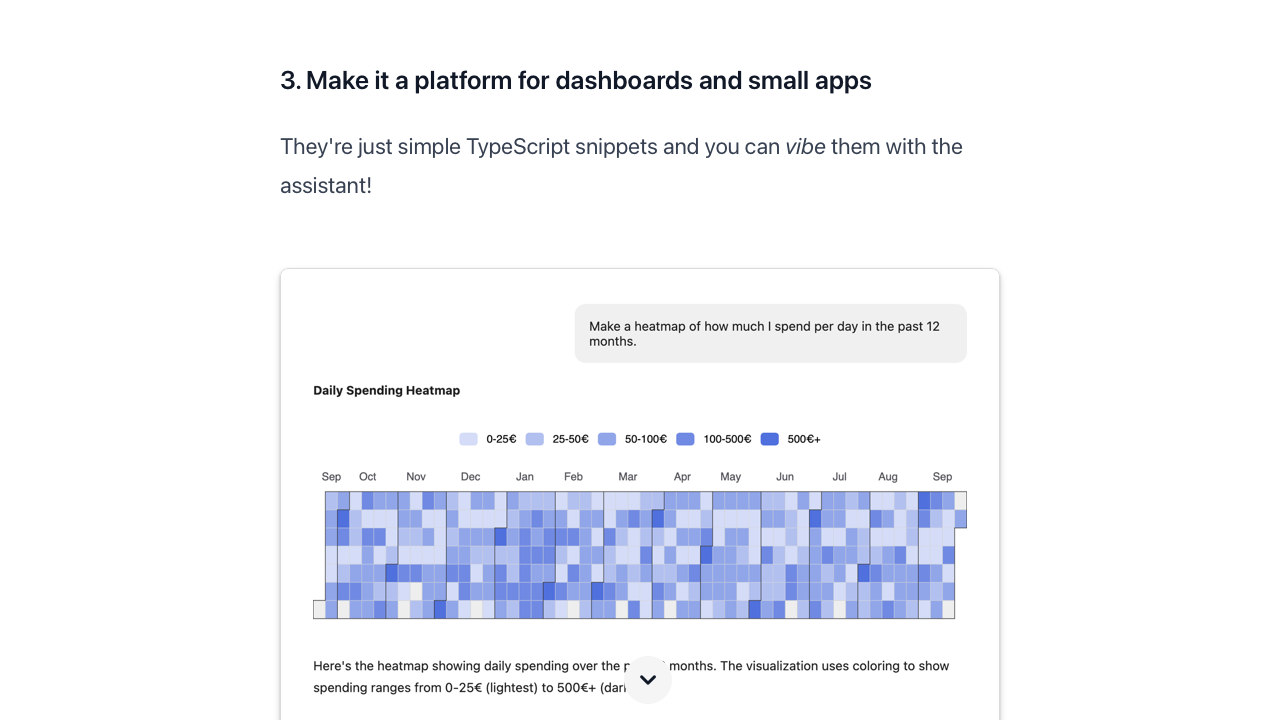 3. Make it a platform for dashboards and small apps
They're just simple TypeScript snippets and you can vibe them with the
assistant!
Make a heatmap of how much I spend per day in the past 12
months.
Daily Spending Heatmap
0-25€ 25-50€ 50-100€ 100-500€ 500€+
Sep Oct Nov Dec Jan Feb Mar Apr May Jun Jul Aug Sep
Here's the heatmap showing daily spending over the months. The visualization uses coloring to show
spending ranges from 0-25€ (lightest) to 500€+